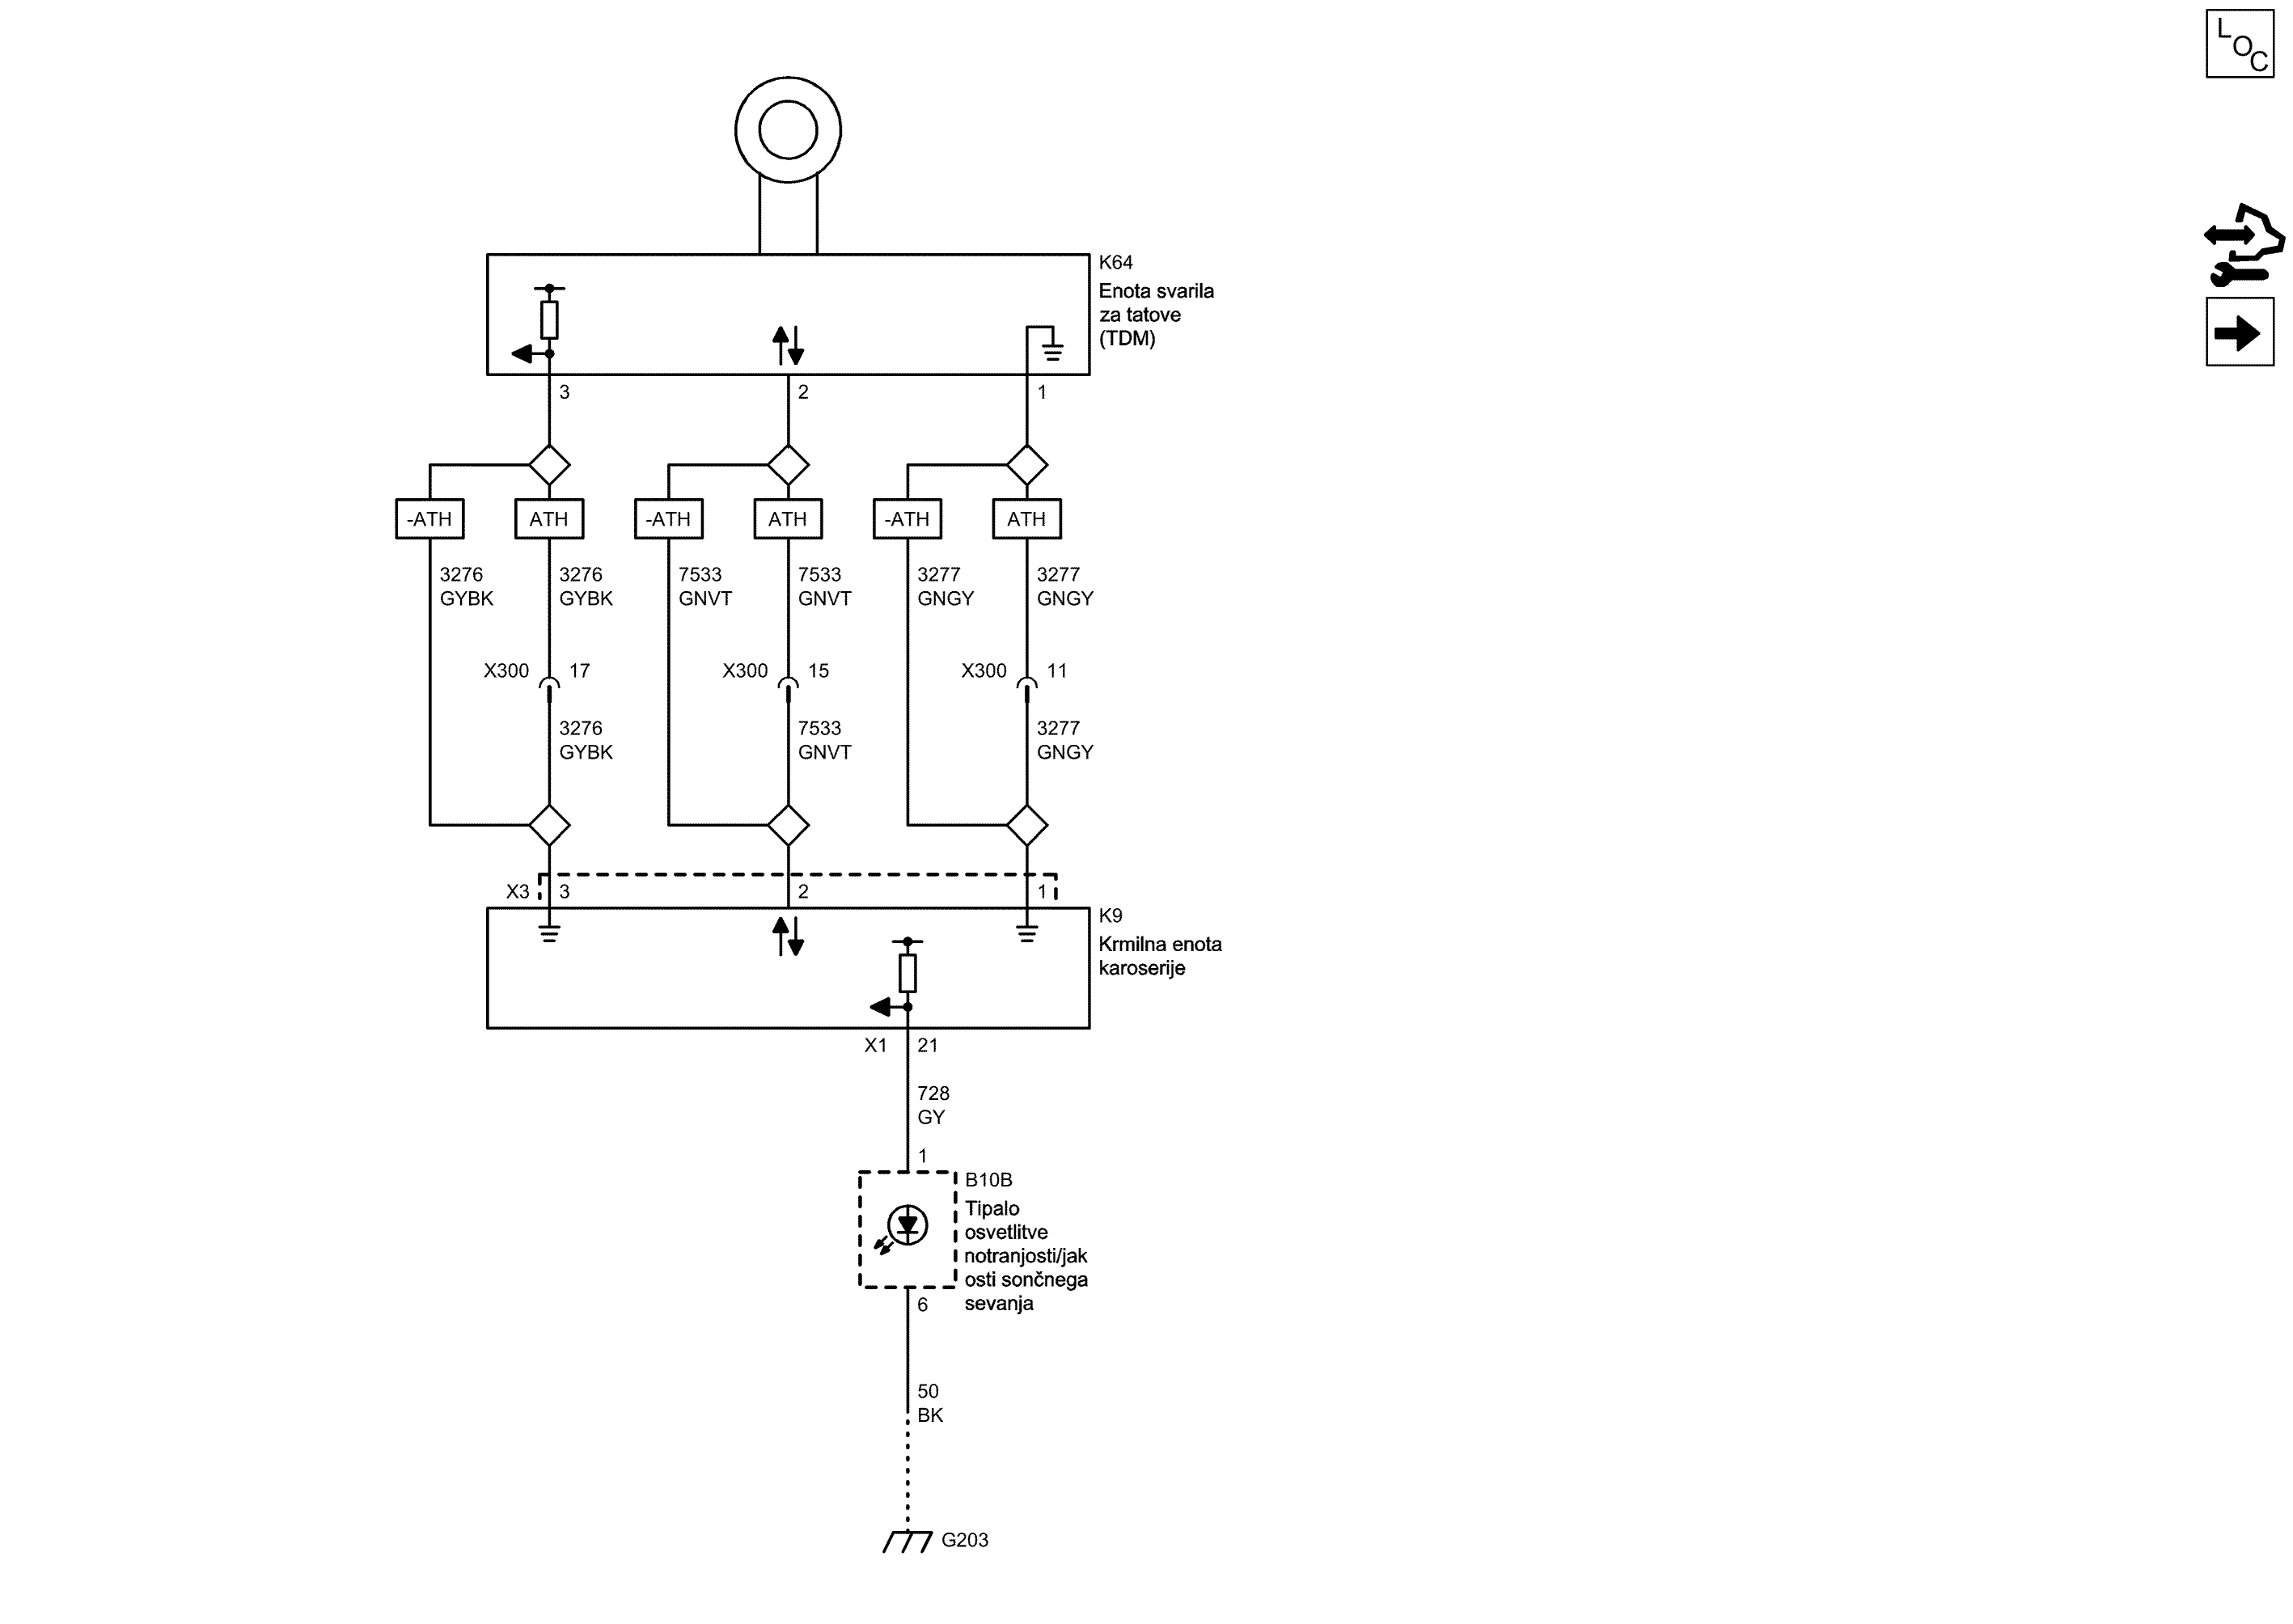 LOC
K64
Enota svarila
za tatove
(TDM)
3
2
1
-ATH
ATH
-ATH
ATH
-ATH
ATH
3276
GYBK
3276
GYBK
7533
GNVT
7533
GNVT
3277
GNGY
3277
GNGY
X300
17
X300
15
X300
11
3276
GYBK
7533
GNVT
3277
GNGY
X3
3
2
1
K9
Krmilna enota
karoserije
X1
21
728
GY
1
B10B
Tipalo
osvetlitve
notranjosti/jak
osti sončnega
sevanja
6
50
BK
G203